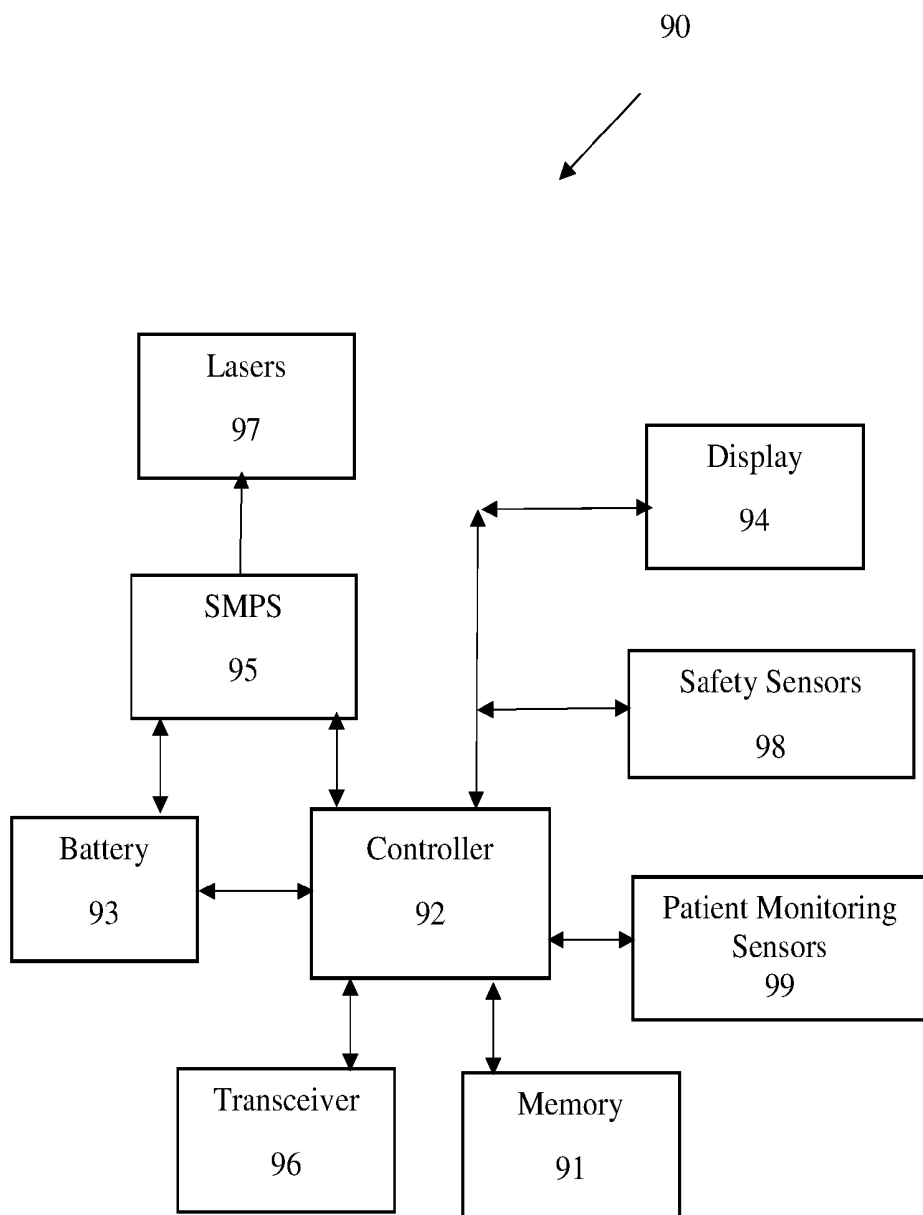 90
Lasers
97
Display
94
SMPS
95
Safety Sensors
98
Battery
93
Controller
92
Patient Monitoring
Sensors
99
Transceiver
96
Memory
91